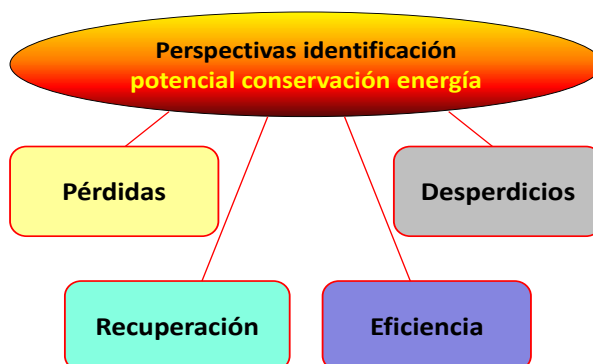 Perspectivas identificación
potencial conservación energía
Pérdidas
Desperdicios
Recuperación
Eficiencia